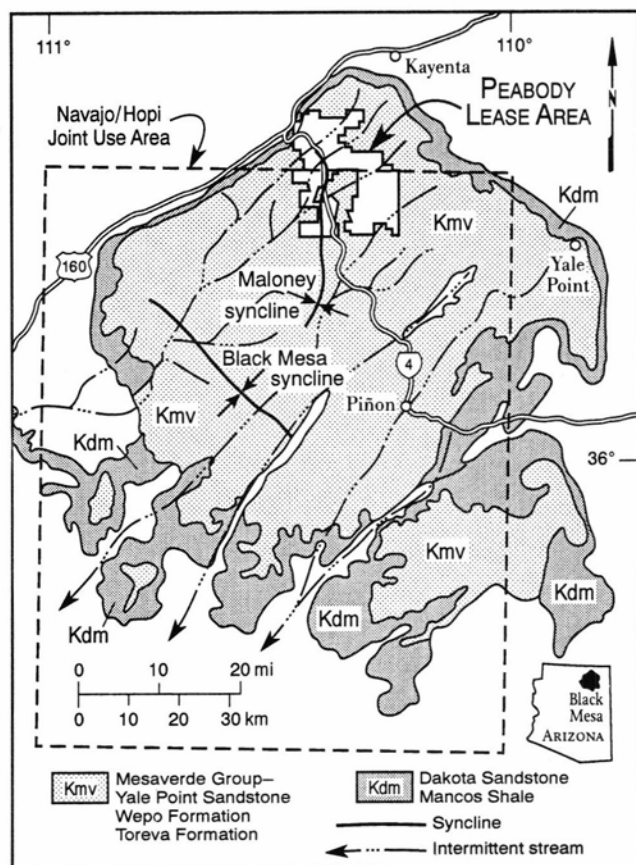 111°
110°
Kayenta
N
PEABODY
LEASE AREA
Navajo/Hopi
Joint Use Area
Kdm
Kmv
Yale
Point
160
Maloney
syncline
Black Mesa
syncline
4
Piñon
Kmv
Kdm
36°
Kmv
Kdm
Kdm
Kdm
0 10 20 mi
0 10 20 30 km
Black
Mesa
ARIZONA
Kmv Mesaverde Group–
Yale Point Sandstone
Wepo Formation
Toreva Formation
Kdm Dakota Sandstone
Mancos Shale
Syncline
Intermittent stream